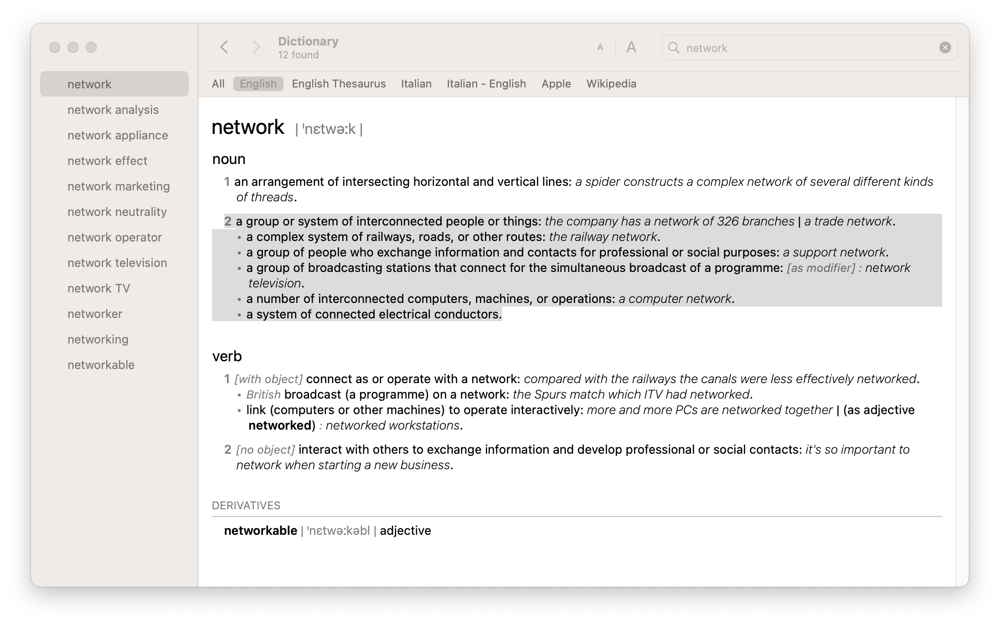 Dictionary
12 found
A
A
network
network
network analysis
network appliance
network effect
network marketing
network neutrality
network operator
network television
network TV
networker
networking
networkable
All English English Thesaurus Italian Italian - English Apple Wikipedia
network | ˈnɛtwəːk |
noun
1 an arrangement of intersecting horizontal and vertical lines: a spider constructs a complex network of several different kinds
of threads.
2 a group or system of interconnected people or things: the company has a network of 326 branches | a trade network.
• a complex system of railways, roads, or other routes: the railway network.
• a group of people who exchange information and contacts for professional or social purposes: a support network.
• a group of broadcasting stations that connect for the simultaneous broadcast of a programme: [as modifier] : network
television.
• a number of interconnected computers, machines, or operations: a computer network.
• a system of connected electrical conductors.
verb
1 [with object] connect as or operate with a network: compared with the railways the canals were less effectively networked.
• British broadcast (a programme) on a network: the Spurs match which ITV had networked.
• link (computers or other machines) to operate interactively: more and more PCs are networked together | (as adjective
networked) : networked workstations.
2 [no object] interact with others to exchange information and develop professional or social contacts: it's so important to
network when starting a new business.
DERIVATIVES
networkable | ˈnɛtwəːkəbl | adjective